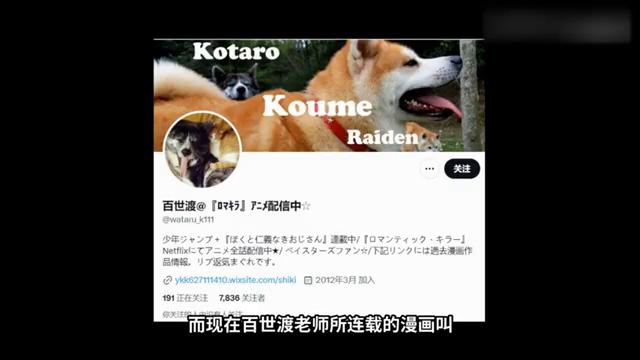 Kotaro
Koume
Raiden
关注
百世渡@『ﾛﾏｷﾗ』ｱﾆﾒ配信中☆
@wataru_k111
少年ジャンプ＋『ぼくと仁義なきおじさん』連載中/『ロマンティック・キラー』
Netflixにてアニメ全話配信中★/ ベイスターズファン☆/下記リンクには過去漫画作
品情報。リプ返気まぐれです。
ykk627111410.wixsite.com/shiki 2012年3月 加入
191 正在关注 7,836 关注者
而现在百世渡老师所连载的漫画叫